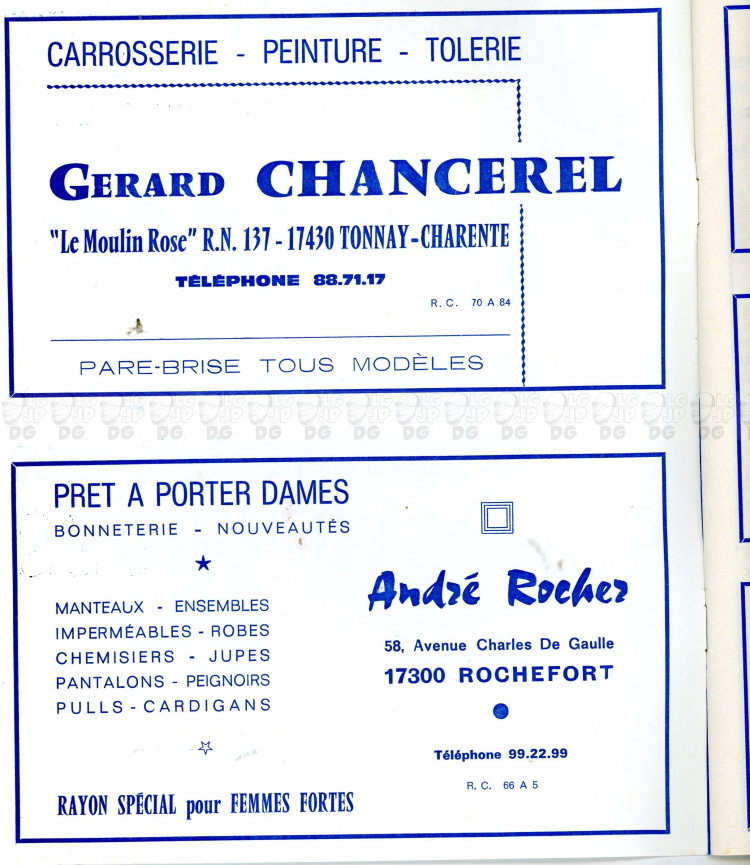 CARROSSERIE - PEINTURE - TOLERIE
GERARD CHANCEREL
"Le Moulin Rose" R.N. 137 - 17430 TONNAY-CHARENTE
TÉLÉPHONE 88.71.17
R. C. 70 A 84
PARE-BRISE TOUS MODÈLES
PRET A PORTER DAMES
BONNETERIE - NOUVEAUTÉS
MANTEAUX - ENSEMBLES
IMPERMÉABLES - ROBES
CHEMISIERS - JUPES
PANTALONS - PEIGNOIRS
PULLS - CARDIGANS
RAYON SPÉCIAL pour FEMMES FORTES
André Rocher
58, Avenue Charles De Gaulle
17300 ROCHEFORT
Téléphone 99.22.99
R. C. 66 A 5